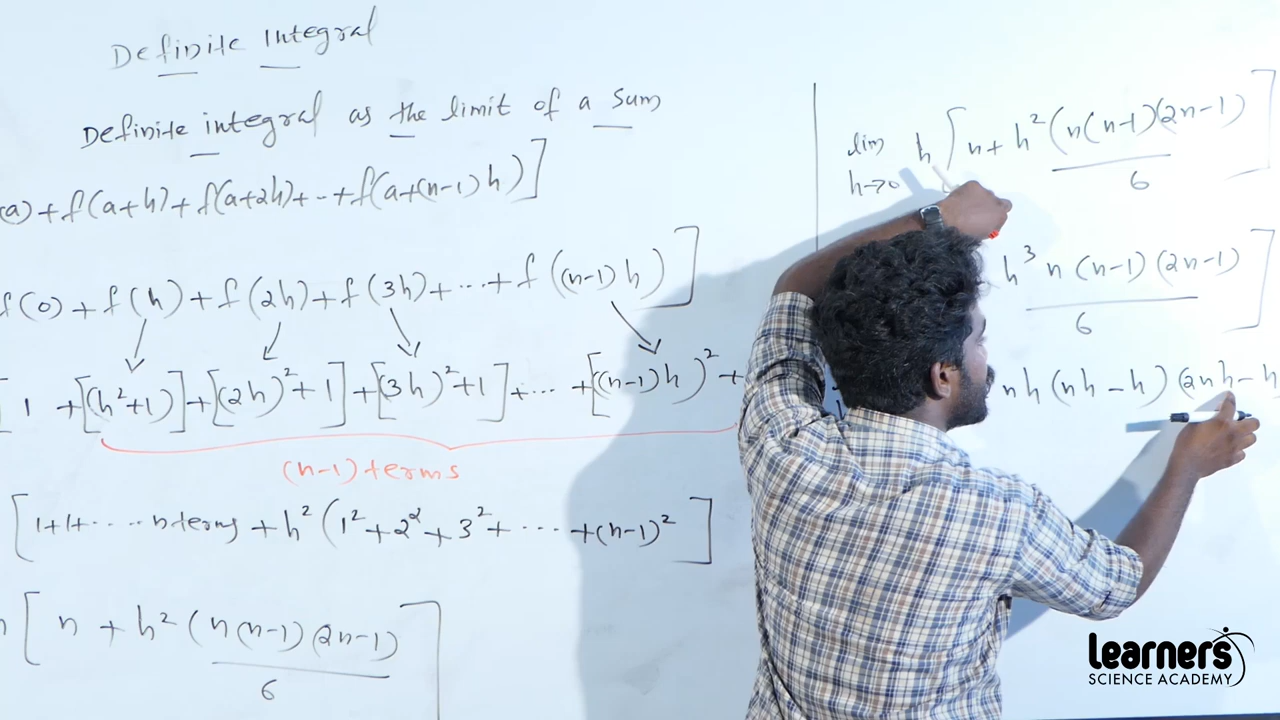 Definite Integral
Definite integral as the limit of a sum
(a) + f(a+h) + f(a+2h) + .. + f(a+(n-1)h)]
f(0) + f(h) + f(2h) + f(3h) + ... + f((n-1)h)]
[1 + [(h²+1)] + [(2h)²+1] + [(3h)²+1] + .... + [(n-1)h)² +
(n-1) terms
[1+1+..... n terms + h² (1² + 2² + 3² + .... + (n-1)²]
[n + h² (n(n-1)(2n-1)
6
]
lim h→0 h [n + h² (n(n-1)(2n-1)
6
]
h³ n (n-1) (2n-1)
6
]
nh (nh - h) (2nh - h
Learners
SCIENCE ACADEMY